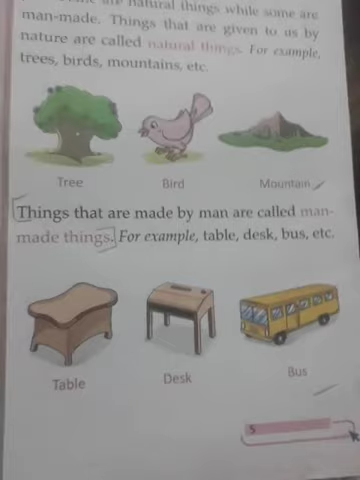 are natural things while some are
man-made. Things that are given to us by
nature are called natural things. For example,
trees, birds, mountains, etc.
Tree
Bird
Mountain
Things that are made by man are called man-
made things. For example, table, desk, bus, etc.
Table
Desk
Bus
5